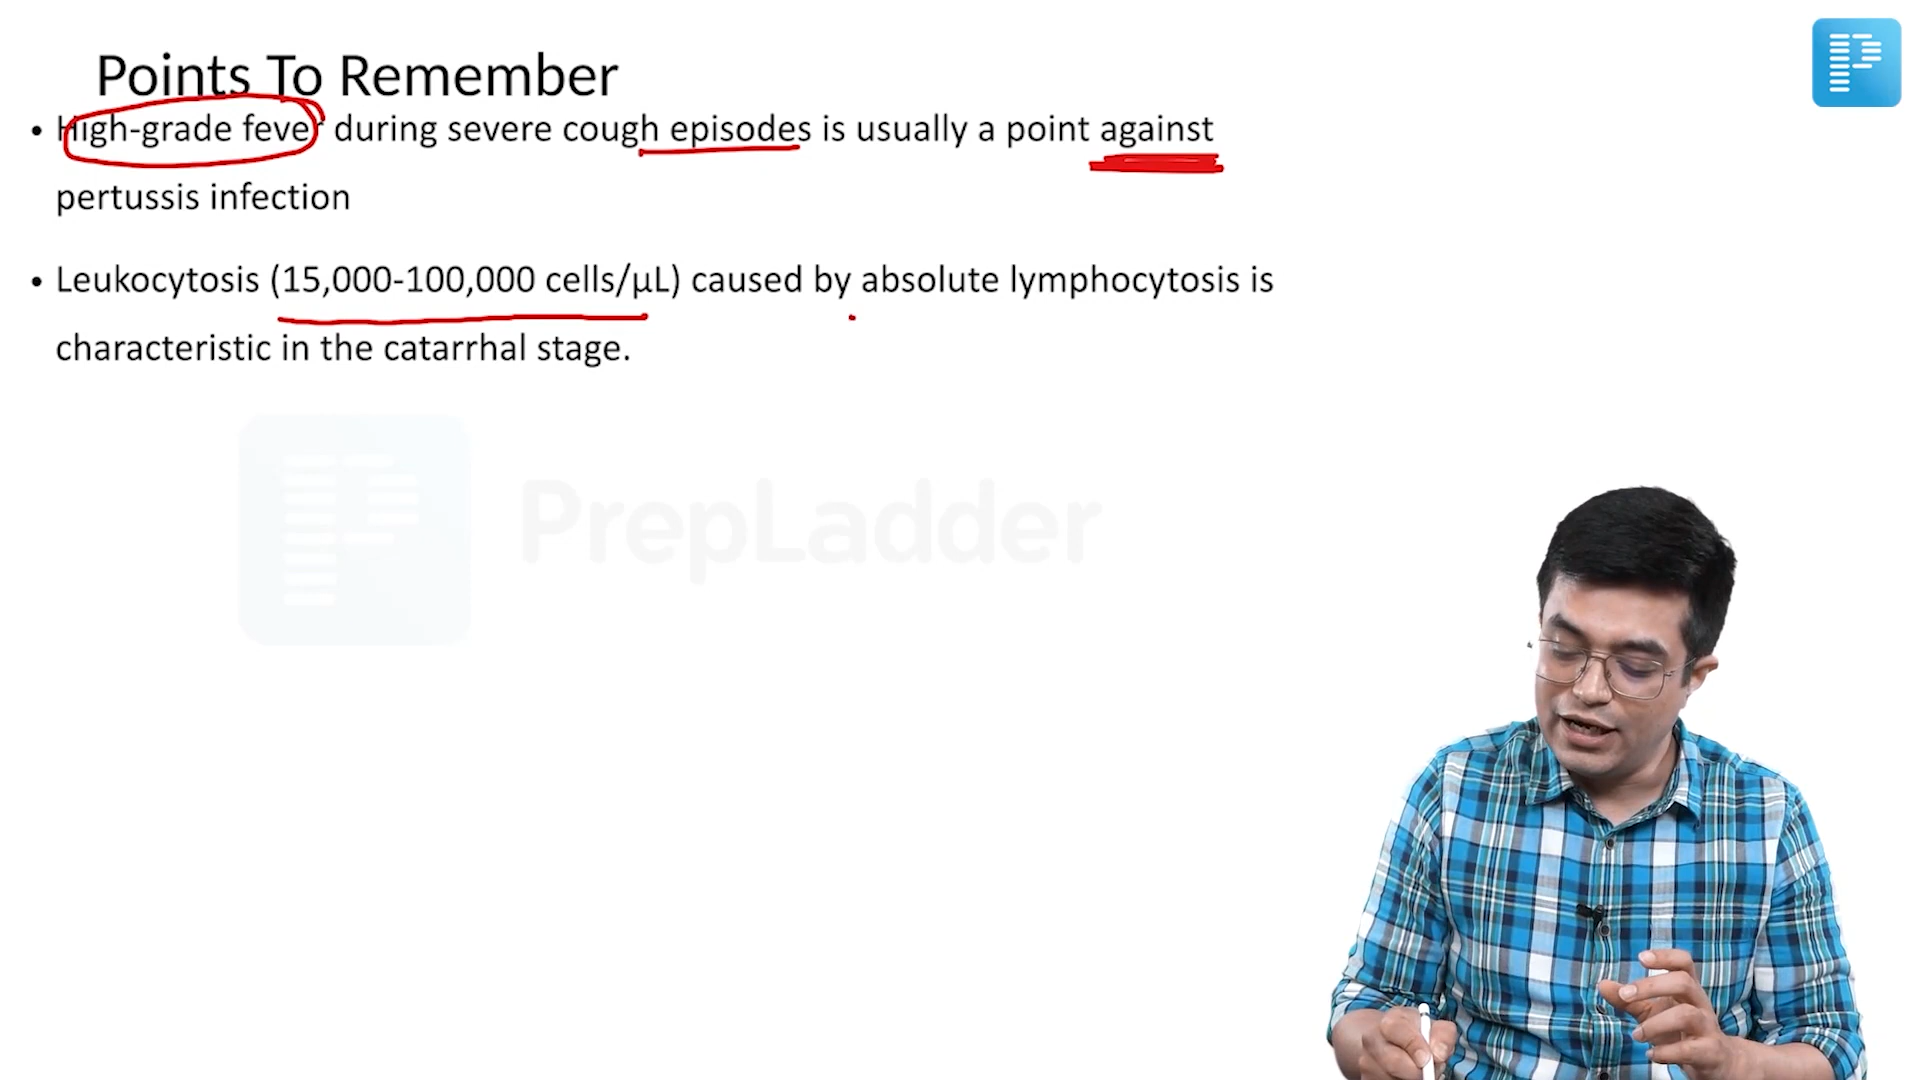 Points To Remember
• High-grade fever during severe cough episodes is usually a point against
pertussis infection
• Leukocytosis (15,000-100,000 cells/μL) caused by absolute lymphocytosis is
characteristic in the catarrhal stage.
PrepLadder